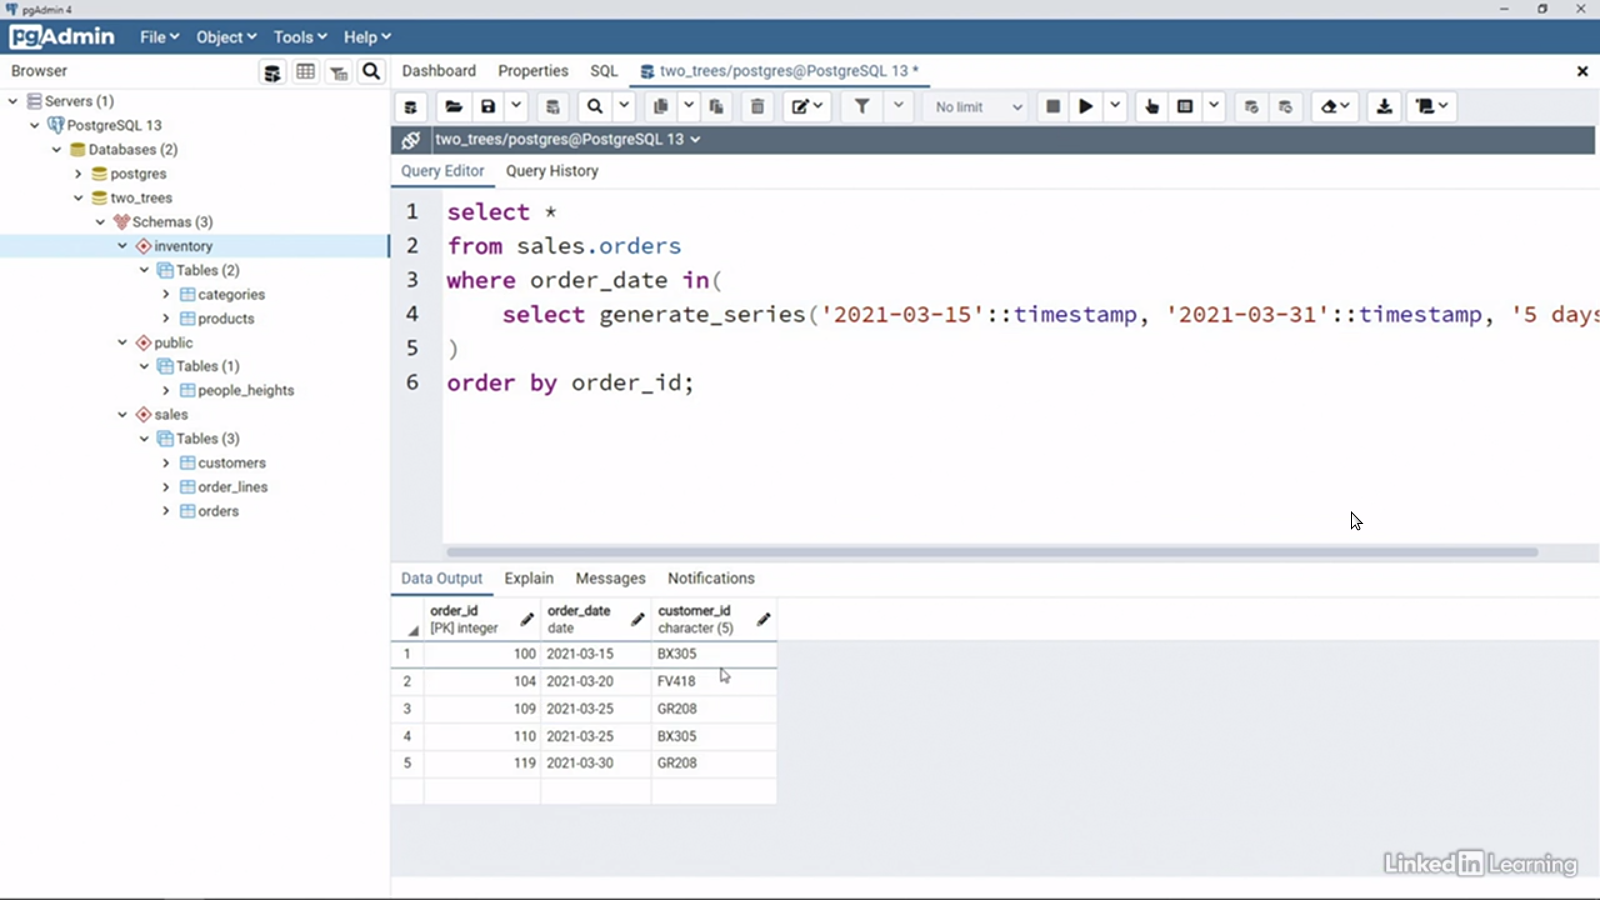 pgAdmin 4
pgAdmin File Object Tools Help
Browser
Dashboard Properties SQL two_trees/postgres@PostgreSQL 13 *
No limit
two_trees/postgres@PostgreSQL 13
Query Editor Query History
Servers (1)
PostgreSQL 13
Databases (2)
postgres
two_trees
Schemas (3)
inventory
Tables (2)
categories
products
public
Tables (1)
people_heights
sales
Tables (3)
customers
order_lines
orders
1 select *
2 from sales.orders
3 where order_date in(
4 select generate_series('2021-03-15'::timestamp, '2021-03-31'::timestamp, '5 days
5 )
6 order by order_id;
Data Output Explain Messages Notifications
order_id order_date customer_id
[PK] integer date character (5)
1 100 2021-03-15 BX305
2 104 2021-03-20 FV418
3 109 2021-03-25 GR208
4 110 2021-03-25 BX305
5 119 2021-03-30 GR208
Linked in Learning